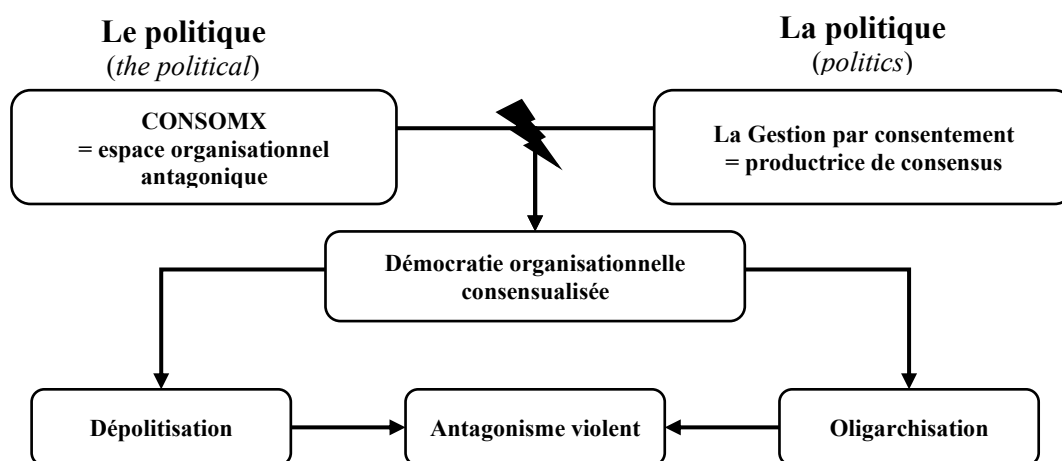 Le politique
(the political)
La politique
(politics)
CONSOMX
= espace organisationnel
antagonique
La Gestion par consentement
= productrice de consensus
Démocratie organisationnelle
consensualisée
Dépolitisation
Antagonisme violent
Oligarchisation